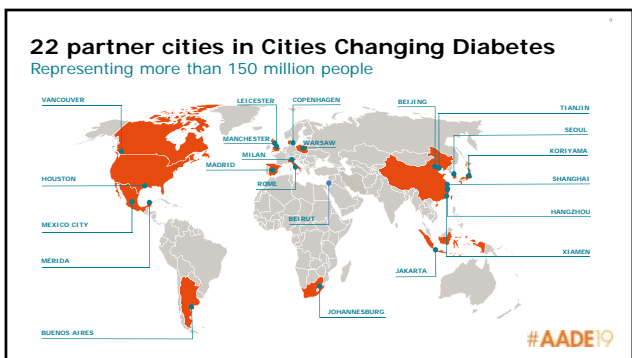 22 partner cities in Cities Changing Diabetes
Representing more than 150 million people
VANCOUVER
LEICESTER
COPENHAGEN
BEIJING
TIANJIN
SEOUL
MANCHESTER
WARSAW
MILAN
KORIYAMA
MADRID
HOUSTON
ROME
SHANGHAI
HANGZHOU
BEIRUT
MEXICO CITY
XIAMEN
MÉRIDA
JAKARTA
JOHANNESBURG
BUENOS AIRES
#AADE19